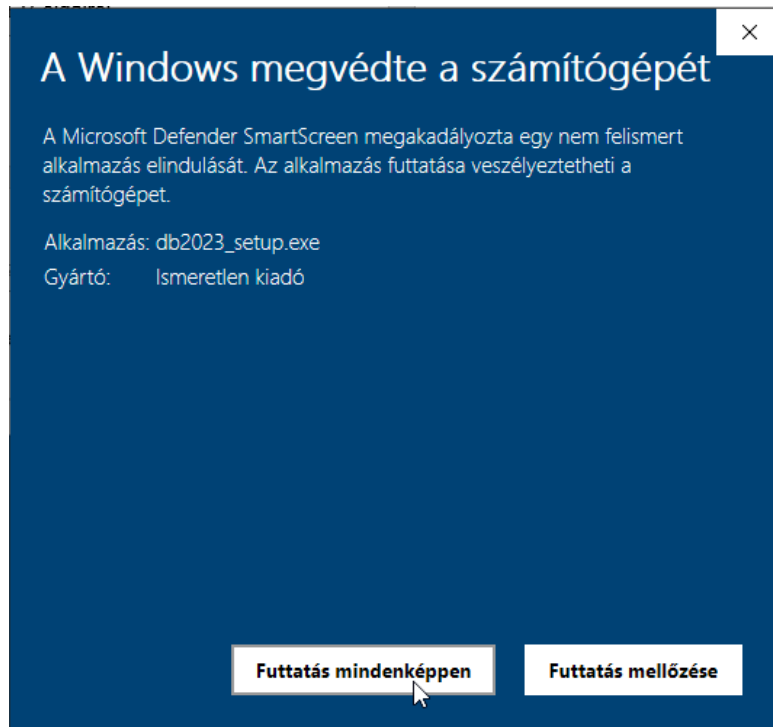 A Windows megvédte a számítógépét
A Microsoft Defender SmartScreen megakadályozta egy nem felismert
alkalmazás elindulását. Az alkalmazás futtatása veszélyeztetheti a
számítógépet.
Alkalmazás: db2023_setup.exe
Gyártó: Ismeretlen kiadó
Futtatás mindenképpen Futtatás mellőzése